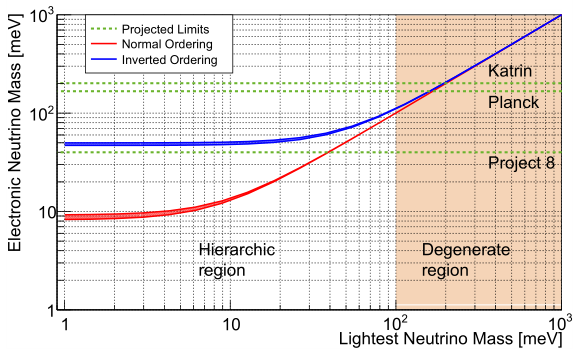 Electronic Neutrino Mass [meV]
10³
10²
10
1
Projected Limits
Normal Ordering
Inverted Ordering
Katrin
Planck
Project 8
Hierarchic
region
Degenerate
region
1
10
10²
10³
Lightest Neutrino Mass [meV]